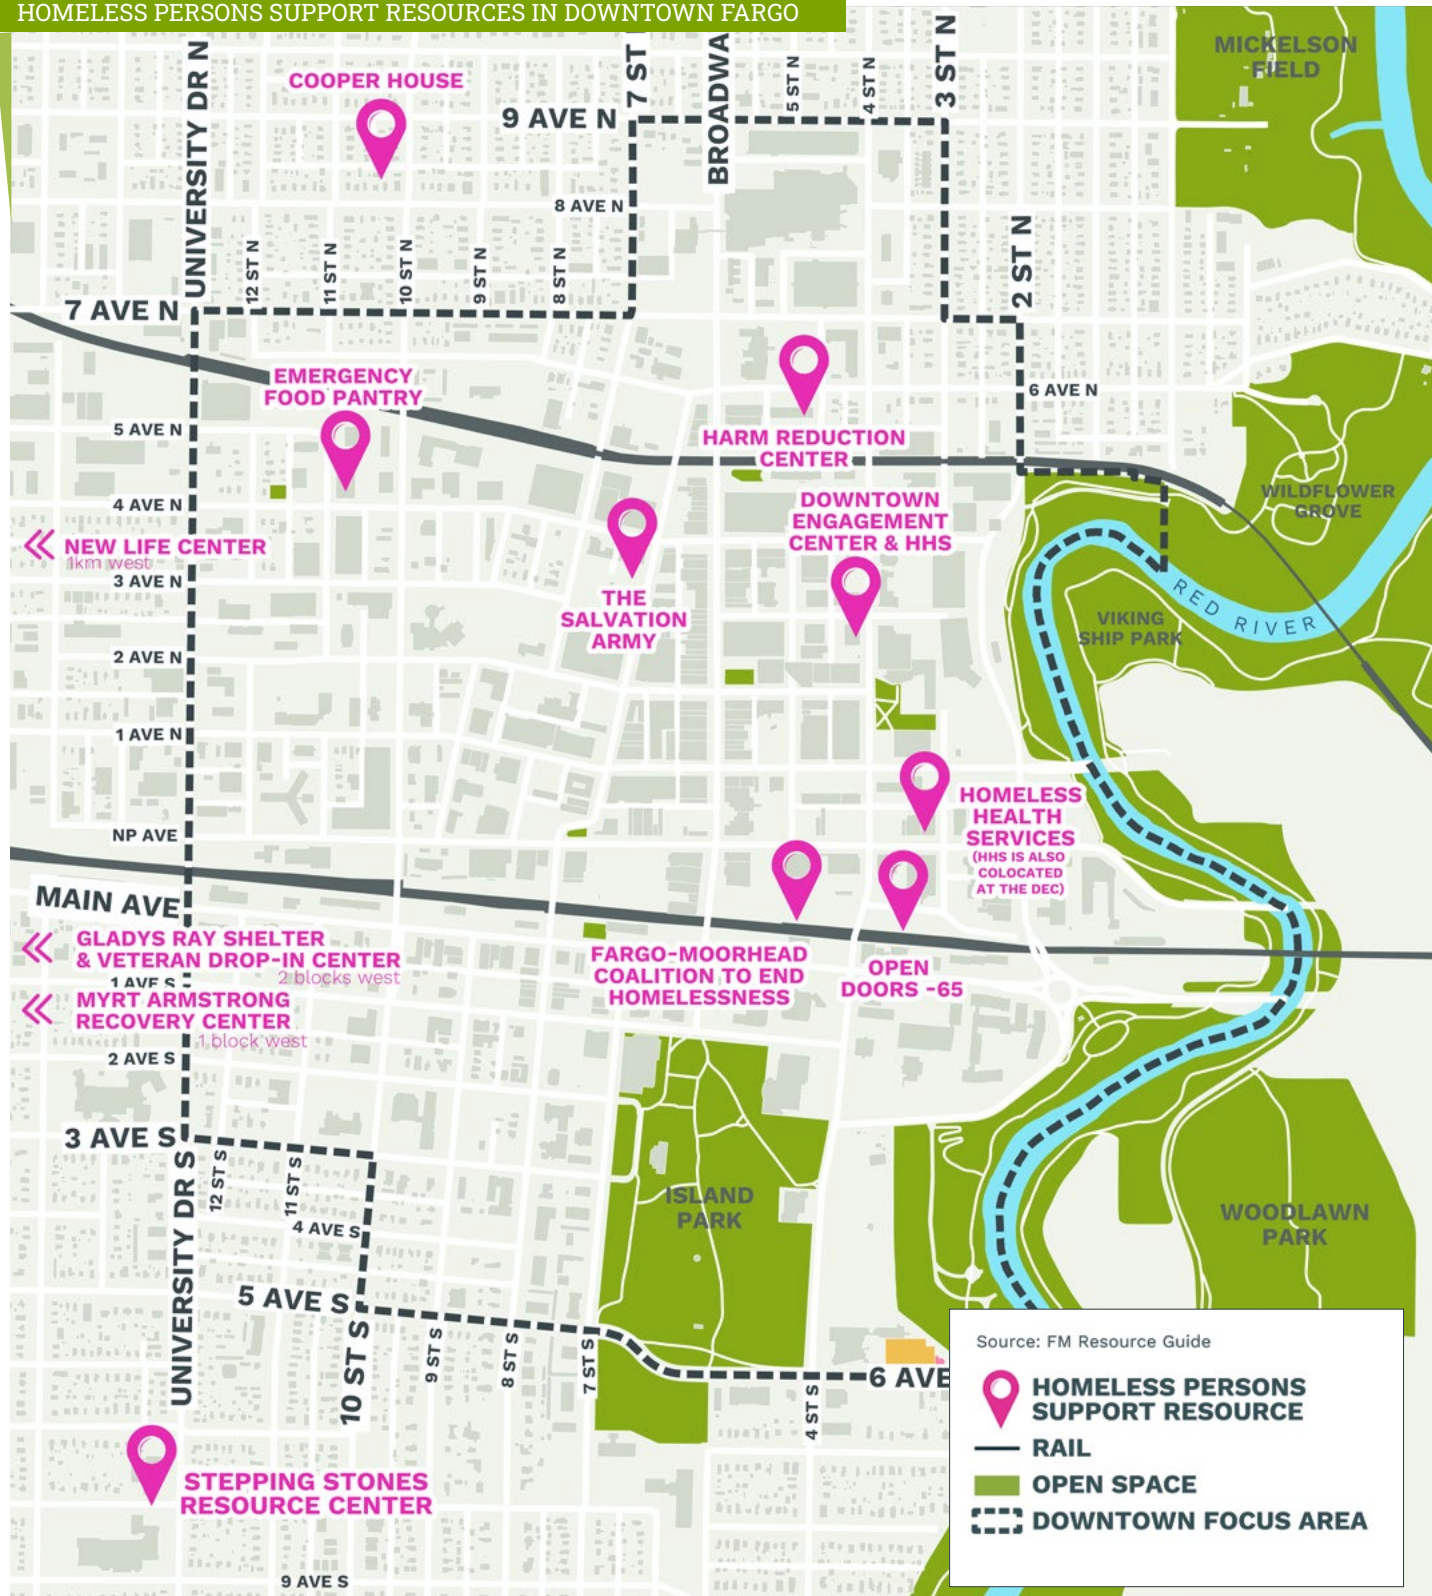 HOMELESS PERSONS SUPPORT RESOURCES IN DOWNTOWN FARGO
MICKELSON
FIELD
UNIVERSITY DR N
COOPER HOUSE
7 ST
BROADWA
5 ST N
4 ST N
3 ST N
9 AVE N
8 AVE N
12 ST N
11 ST N
10 ST N
9 ST N
8 ST N
2 ST N
7 AVE N
EMERGENCY
FOOD PANTRY
6 AVE N
5 AVE N
HARM REDUCTION
CENTER
4 AVE N
DOWNTOWN
ENGAGEMENT
CENTER & HHS
WILDFLOWER
GROVE
NEW LIFE CENTER
1km west
3 AVE N
THE
SALVATION
ARMY
RED RIVER
VIKING
SHIP PARK
2 AVE N
1 AVE N
HOMELESS
HEALTH
SERVICES
(HHS IS ALSO
COLOCATED
AT THE DEC)
NP AVE
MAIN AVE
GLADYS RAY SHELTER
& VETERAN DROP-IN CENTER
2 blocks west
1 AVE S
MYRT ARMSTRONG
RECOVERY CENTER
1 block west
FARGO-MOORHEAD
COALITION TO END
HOMELESSNESS
OPEN
DOORS -65
2 AVE S
3 AVE S
UNIVERSITY DR S
12 ST S
11 ST S
4 AVE S
ISLAND
PARK
WOODLAWN
PARK
5 AVE S
10 ST S
9 ST S
8 ST S
7 ST S
4 ST S
6 AVE
STEPPING STONES
RESOURCE CENTER
9 AVE S
Source: FM Resource Guide
HOMELESS PERSONS
SUPPORT RESOURCE
RAIL
OPEN SPACE
DOWNTOWN FOCUS AREA